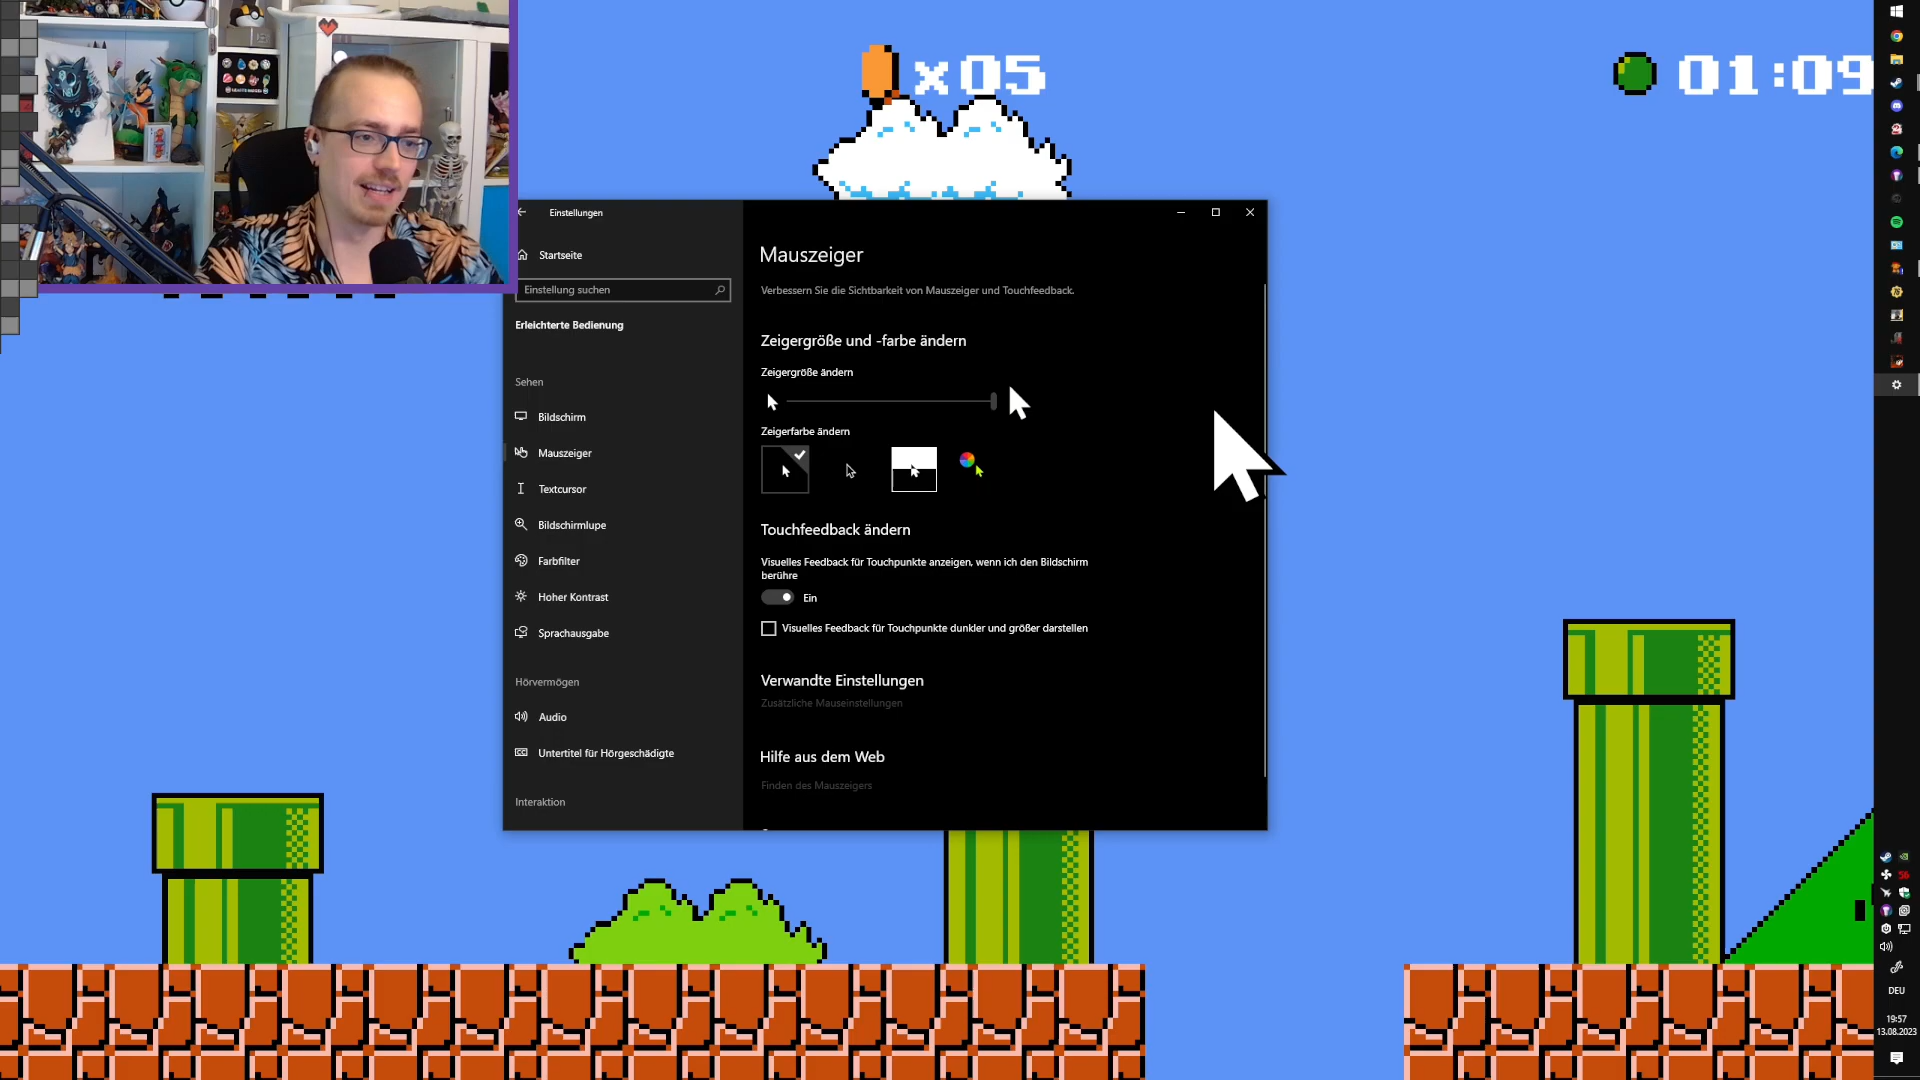 x05
01:09
Einstellungen
Startseite
Einstellung suchen
Erleichterte Bedienung
Sehen
Bildschirm
Mauszeiger
Textcursor
Bildschirmlupe
Farbfilter
Hoher Kontrast
Sprachausgabe
Hörvermögen
Audio
Untertitel für Hörgeschädigte
Interaktion
Mauszeiger
Verbessern Sie die Sichtbarkeit von Mauszeiger und Touchfeedback.
Zeigergröße und -farbe ändern
Zeigergröße ändern
Zeigerfarbe ändern
Touchfeedback ändern
Visuelles Feedback für Touchpunkte anzeigen, wenn ich den Bildschirm
berühre
Ein
Visuelles Feedback für Touchpunkte dunkler und größer darstellen
Verwandte Einstellungen
Zusätzliche Mauseinstellungen
Hilfe aus dem Web
Finden des Mauszeigers
DEU
19:57
13.08.2023